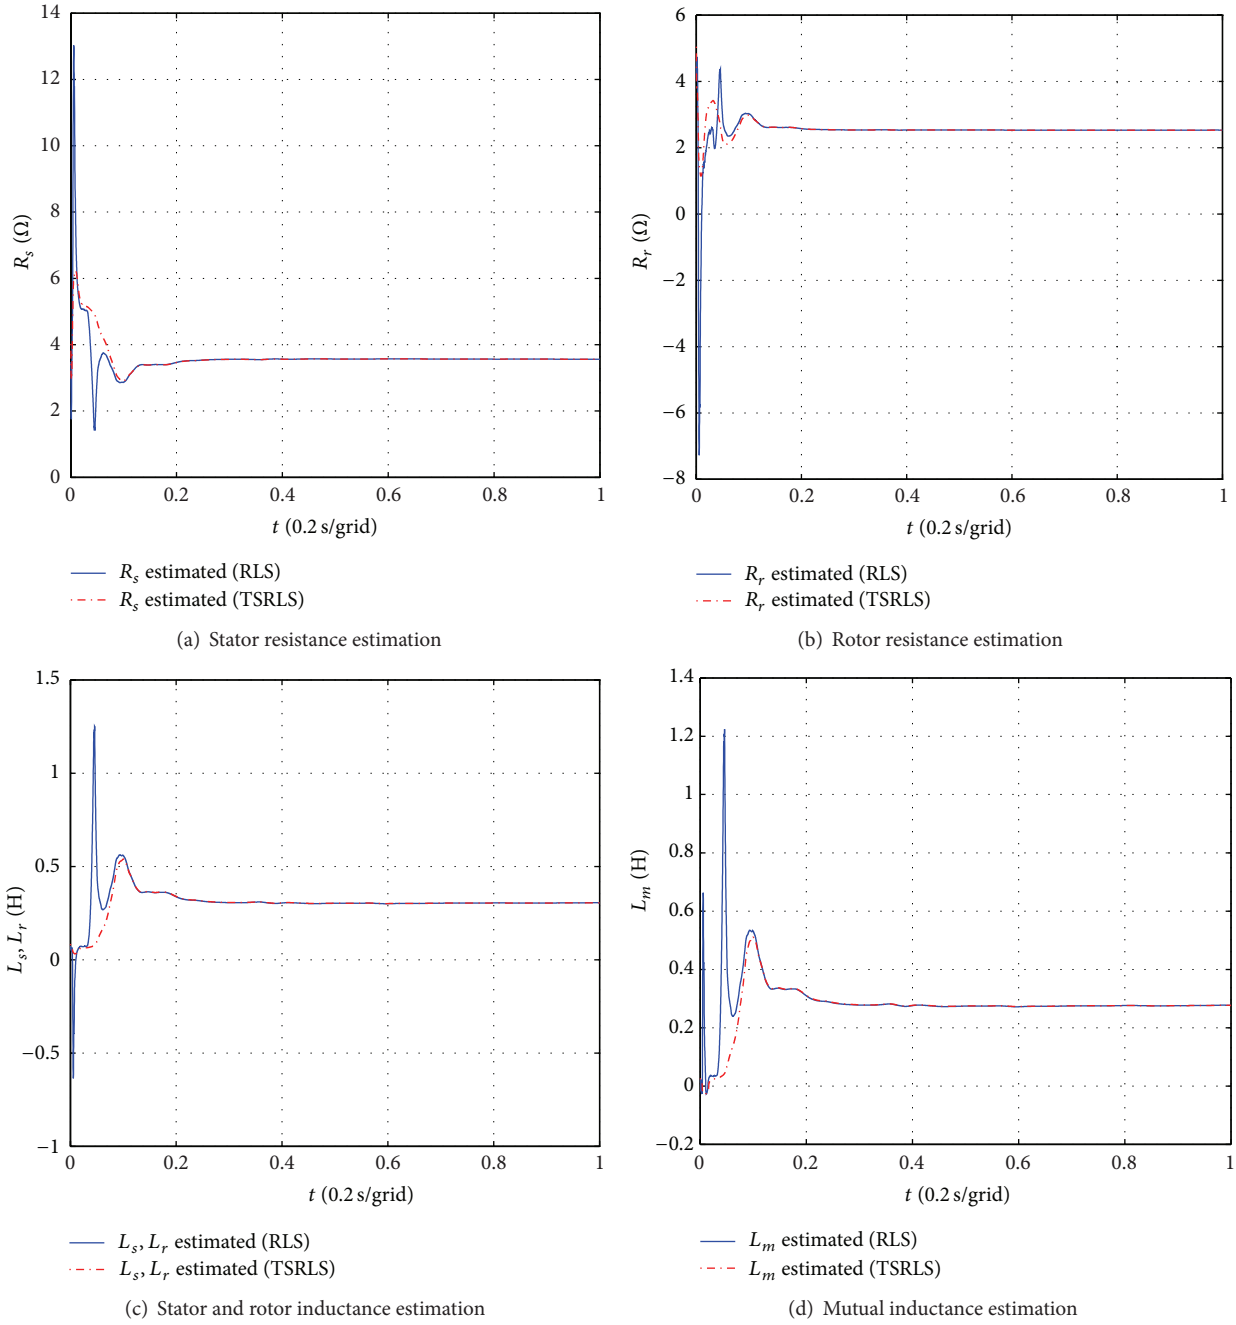 14
12
10
8
6
4
2
0
R_s (Ω)
0 0.2 0.4 0.6 0.8 1
t (0.2 s/grid)
R_s estimated (RLS)
R_s estimated (TSRLS)
(a) Stator resistance estimation
6
4
2
0
−2
−4
−6
−8
R_r (Ω)
0 0.2 0.4 0.6 0.8 1
t (0.2 s/grid)
R_r estimated (RLS)
R_r estimated (TSRLS)
(b) Rotor resistance estimation
1.5
1
0.5
0
−0.5
−1
L_s, L_r (H)
0 0.2 0.4 0.6 0.8 1
t (0.2 s/grid)
L_s, L_r estimated (RLS)
L_s, L_r estimated (TSRLS)
(c) Stator and rotor inductance estimation
1.4
1.2
1
0.8
0.6
0.4
0.2
0
−0.2
L_m (H)
0 0.2 0.4 0.6 0.8 1
t (0.2 s/grid)
L_m estimated (RLS)
L_m estimated (TSRLS)
(d) Mutual inductance estimation